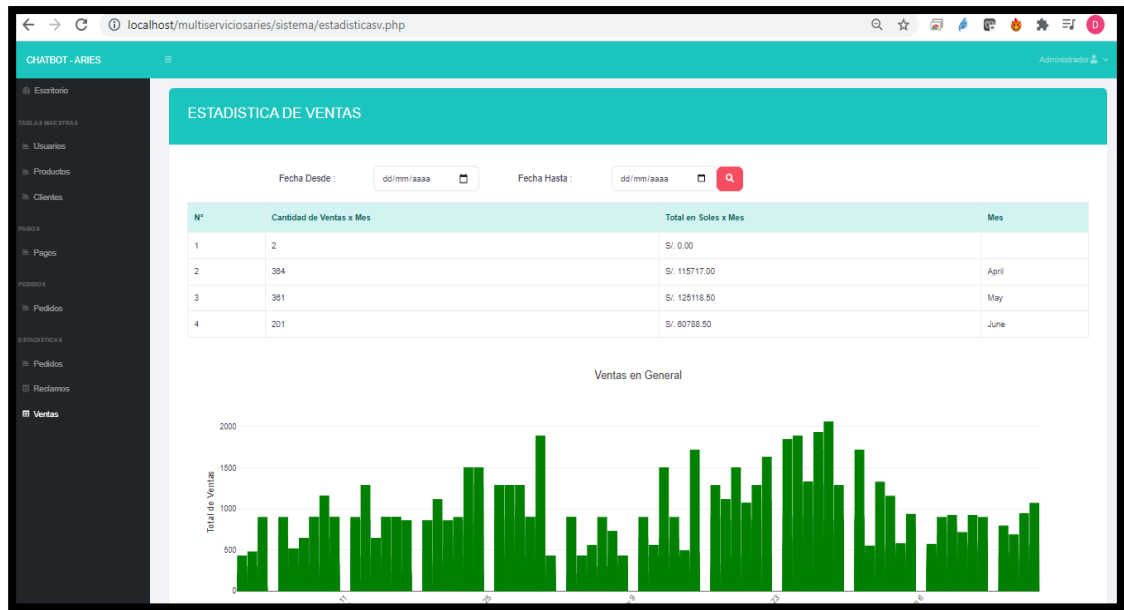 localhost/multiserviciosaries/sistema/estadisticasv.php
D
CHATBOT - ARIES
Administrador
Escritorio
TABLAS MAESTRAS
Usuarios
Productos
Clientes
PAGOS
Pagos
PEDIDOS
Pedidos
ESTADISTICAS
Pedidos
Reclamos
Ventas
ESTADISTICA DE VENTAS
Fecha Desde : dd/mm/aaaa Fecha Hasta : dd/mm/aaaa
N° Cantidad de Ventas x Mes Total en Soles x Mes Mes
1 2 S/. 0.00
2 364 S/. 115717.00 April
3 361 S/. 125118.50 May
4 201 S/. 60788.50 June
Ventas en General
Total de Ventas
2000
1500
1000
500
0
11
25
9
23
6